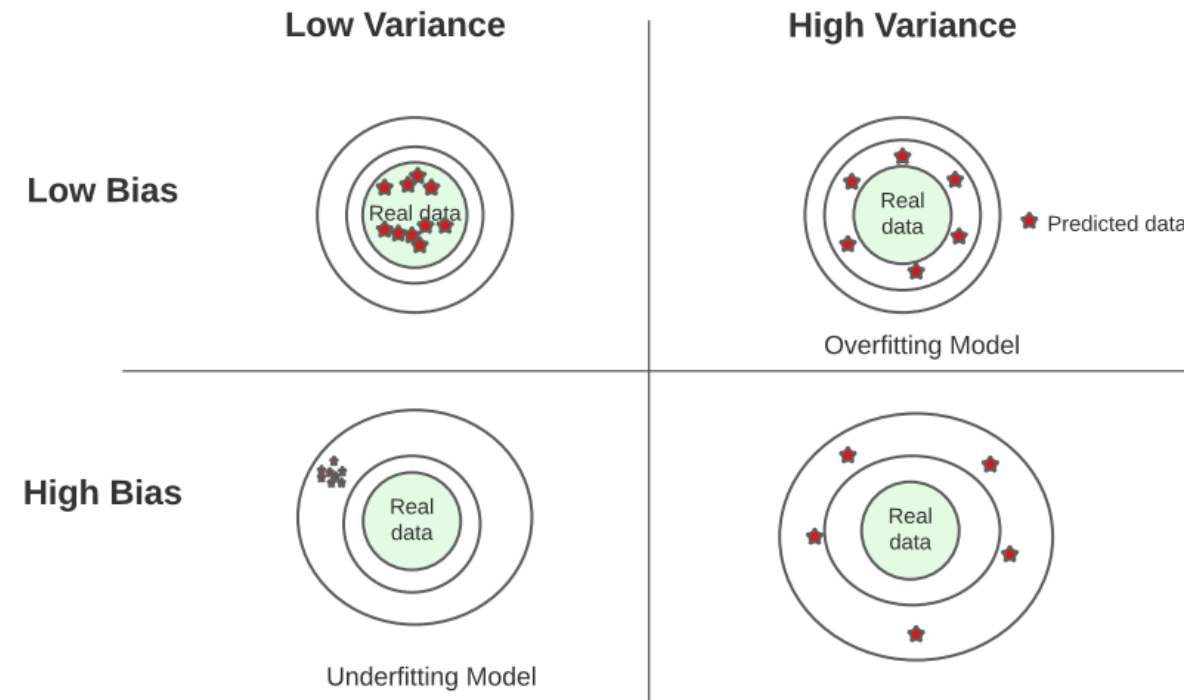 Low Variance
High Variance
Low Bias
Real data
Real
data
Predicted data
Overfitting Model
High Bias
Real
data
Real
data
Underfitting Model